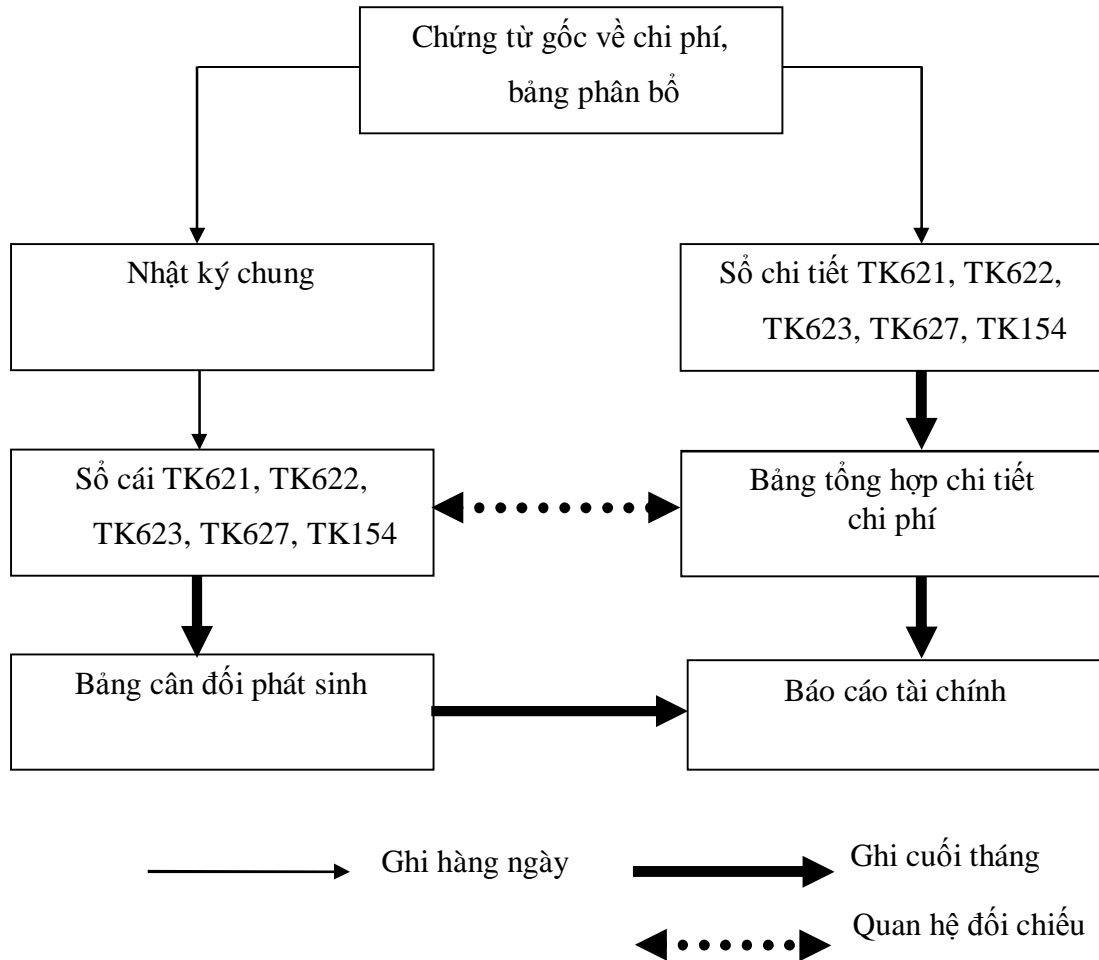 Chứng từ gốc về chi phí,
bảng phân bổ
Nhật ký chung
Sổ chi tiết TK621, TK622,
TK623, TK627, TK154
Sổ cái TK621, TK622,
TK623, TK627, TK154
Bảng tổng hợp chi tiết
chi phí
Bảng cân đối phát sinh
Báo cáo tài chính
Ghi hàng ngày
Ghi cuối tháng
Quan hệ đối chiếu